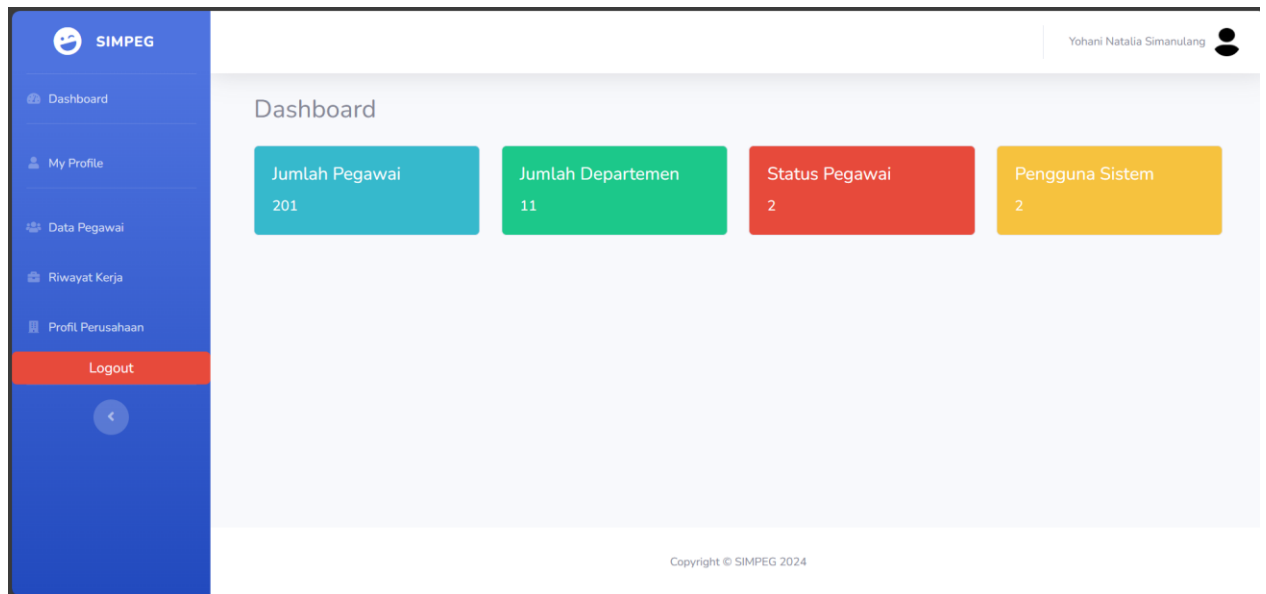 SIMPEG
Dashboard
My Profile
Data Pegawai
Riwayat Kerja
Profil Perusahaan
Logout
Yohani Natalia Simanulang
Dashboard
Jumlah Pegawai
201
Jumlah Departemen
11
Status Pegawai
2
Pengguna Sistem
2
Copyright © SIMPEG 2024